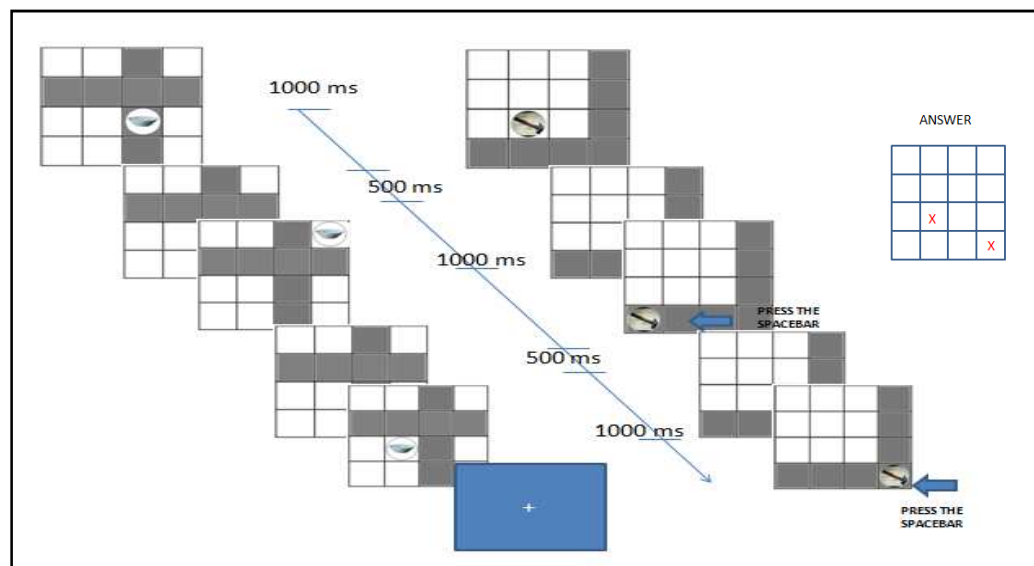 1000 ms
500 ms
1000 ms
500 ms
1000 ms
ANSWER
X
X
PRESS THE
SPACEBAR
PRESS THE
SPACEBAR